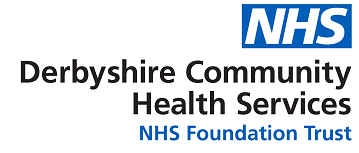 NHS
Derbyshire Community
Health Services
NHS Foundation Trust